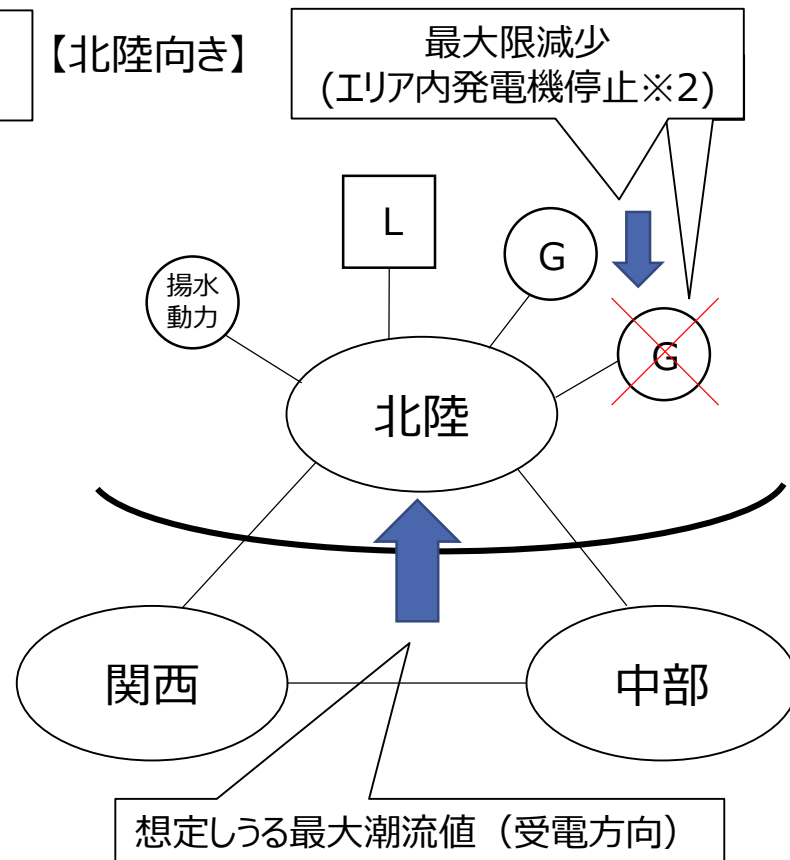 【北陸向き】
最大限減少
(エリア内発電機停止※2)
L
G
揚水
動力
G
北陸
関西
中部
想定しうる最大潮流値（受電方向）